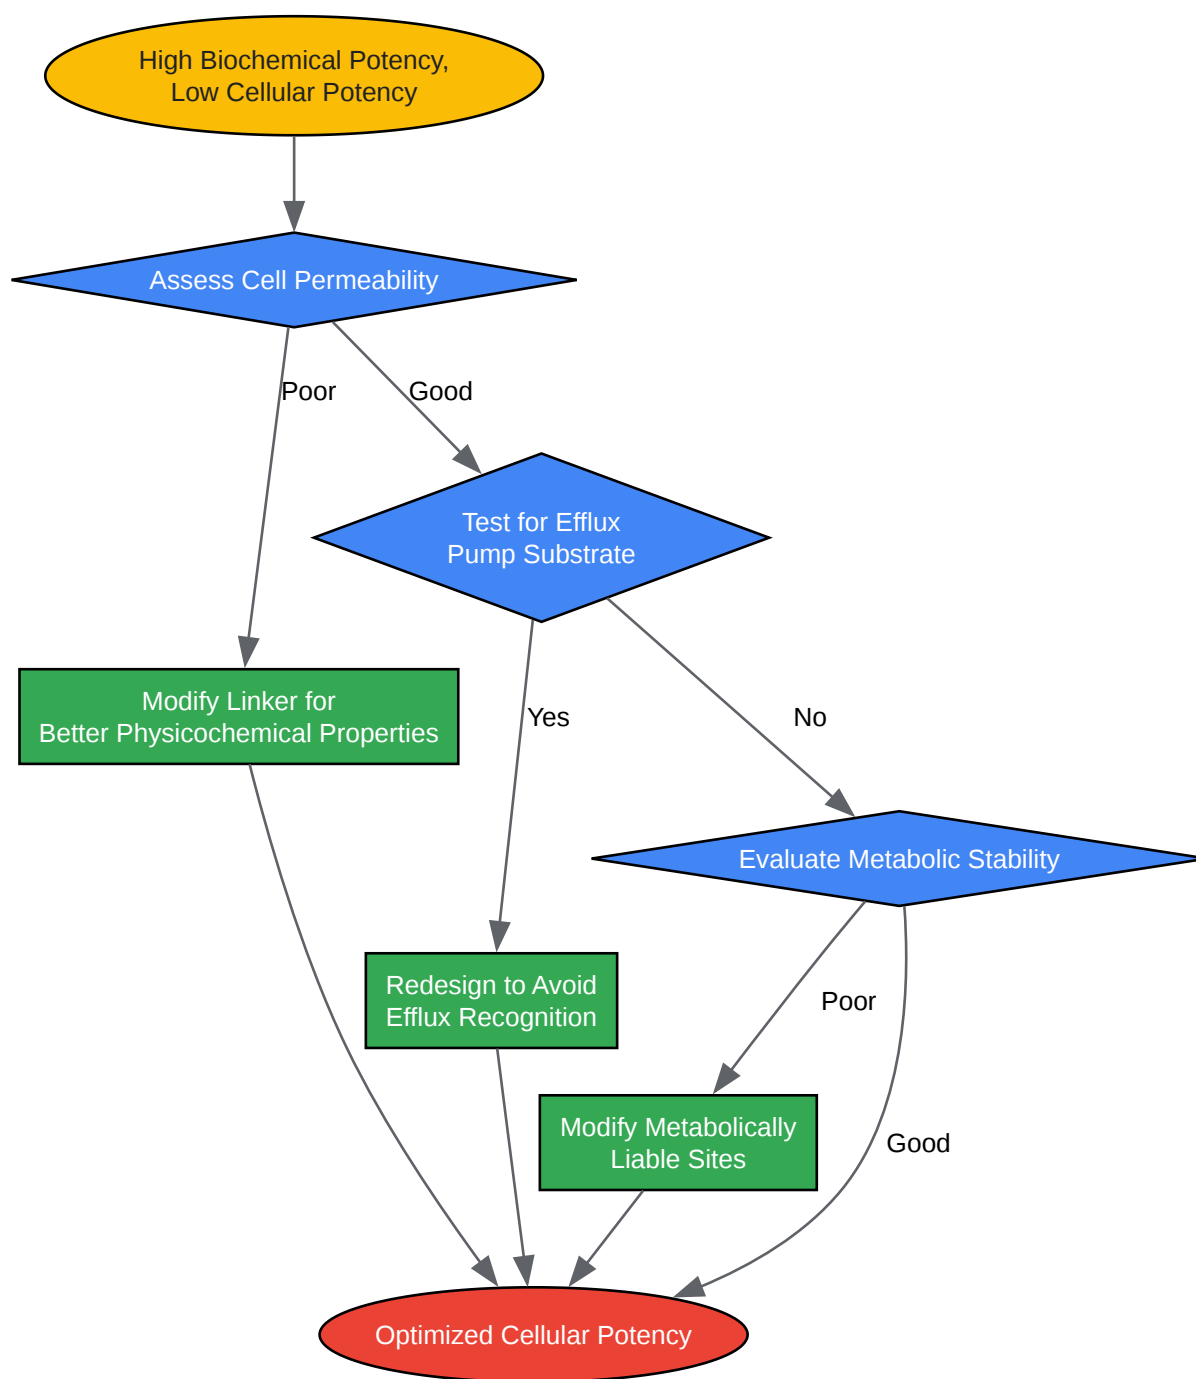 High Biochemical Potency,
Low Cellular Potency
Assess Cell Permeability
Poor
Good
Test for Efflux
Pump Substrate
Modify Linker for
Better Physicochemical Properties
Yes
No
Evaluate Metabolic Stability
Redesign to Avoid
Efflux Recognition
Poor
Modify Metabolically
Liable Sites
Good
Optimized Cellular Potency